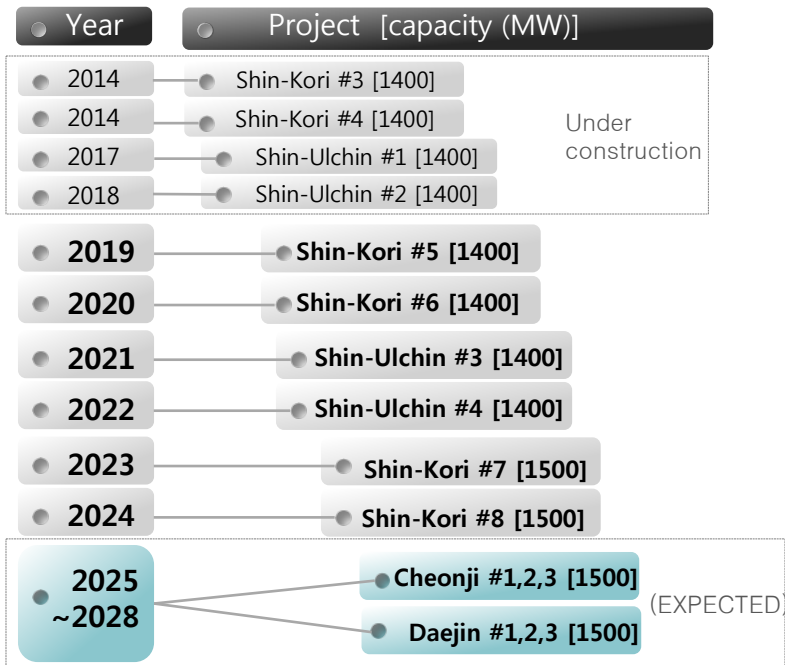 Year Project [capacity (MW)]
2014 Shin-Kori #3 [1400]
2014 Shin-Kori #4 [1400]
Under
construction
2017 Shin-Ulchin #1 [1400]
2018 Shin-Ulchin #2 [1400]
2019 Shin-Kori #5 [1400]
2020 Shin-Kori #6 [1400]
2021 Shin-Ulchin #3 [1400]
2022 Shin-Ulchin #4 [1400]
2023 Shin-Kori #7 [1500]
2024 Shin-Kori #8 [1500]
2025
~2028
Cheonji #1,2,3 [1500]
Daejin #1,2,3 [1500]
(EXPECTED)